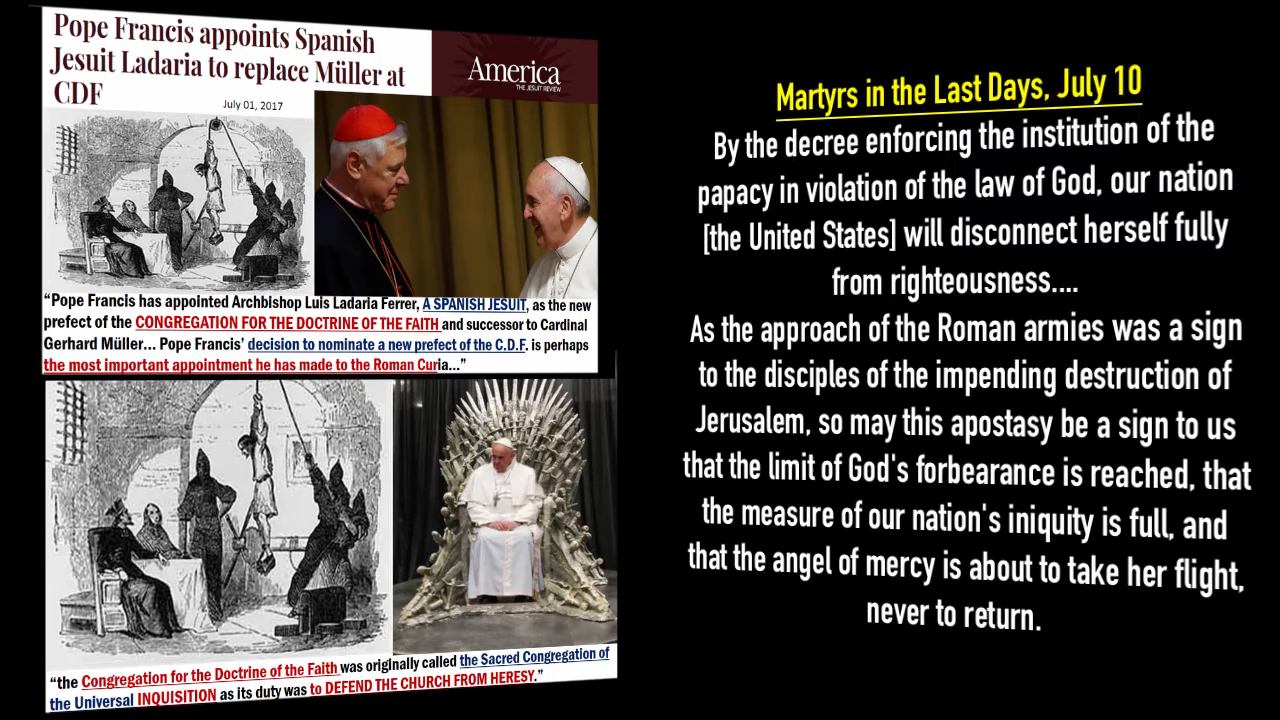 Pope Francis appoints Spanish
Jesuit Ladaria to replace Müller at
CDF
July 01, 2017
America
THE JESUIT REVIEW
“Pope Francis has appointed Archbishop Luis Ladaria Ferrer, A SPANISH JESUIT, as the new
prefect of the CONGREGATION FOR THE DOCTRINE OF THE FAITH and successor to Cardinal
Gerhard Müller... Pope Francis’ decision to nominate a new prefect of the C.D.F. is perhaps
the most important appointment he has made to the Roman Curia...”
“the Congregation for the Doctrine of the Faith was originally called the Sacred Congregation of
the Universal INQUISITION as its duty was to DEFEND THE CHURCH FROM HERESY.”
Martyrs in the Last Days, July 10
By the decree enforcing the institution of the
papacy in violation of the law of God, our nation
[the United States] will disconnect herself fully
from righteousness....
As the approach of the Roman armies was a sign
to the disciples of the impending destruction of
Jerusalem, so may this apostasy be a sign to us
that the limit of God's forbearance is reached, that
the measure of our nation's iniquity is full, and
that the angel of mercy is about to take her flight,
never to return.